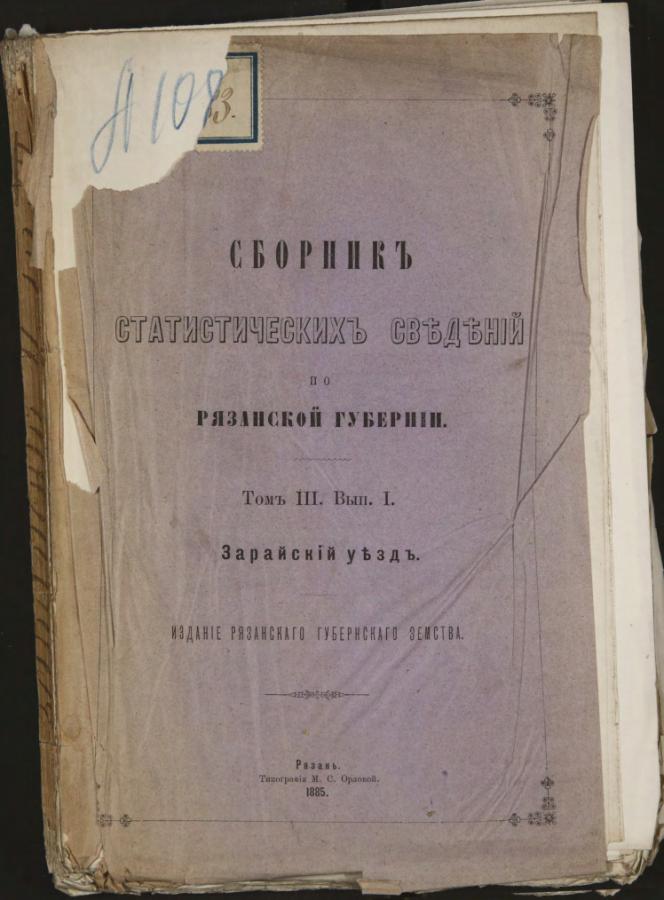 А 108
3.
СБОРНИКЪ
СТАТИСТИЧЕСКИХЪ СВѢДѢНІЙ
ПО
РЯЗАНСКОЙ ГУБЕРНІИ.
Томъ III. Вып. I.
Зарайскій уѣздъ.
ИЗДАНІЕ РЯЗАНСКАГО ГУБЕРНСКАГО ЗЕМСТВА.
Рязань.
Типографія М. С. Орловой.
1885.